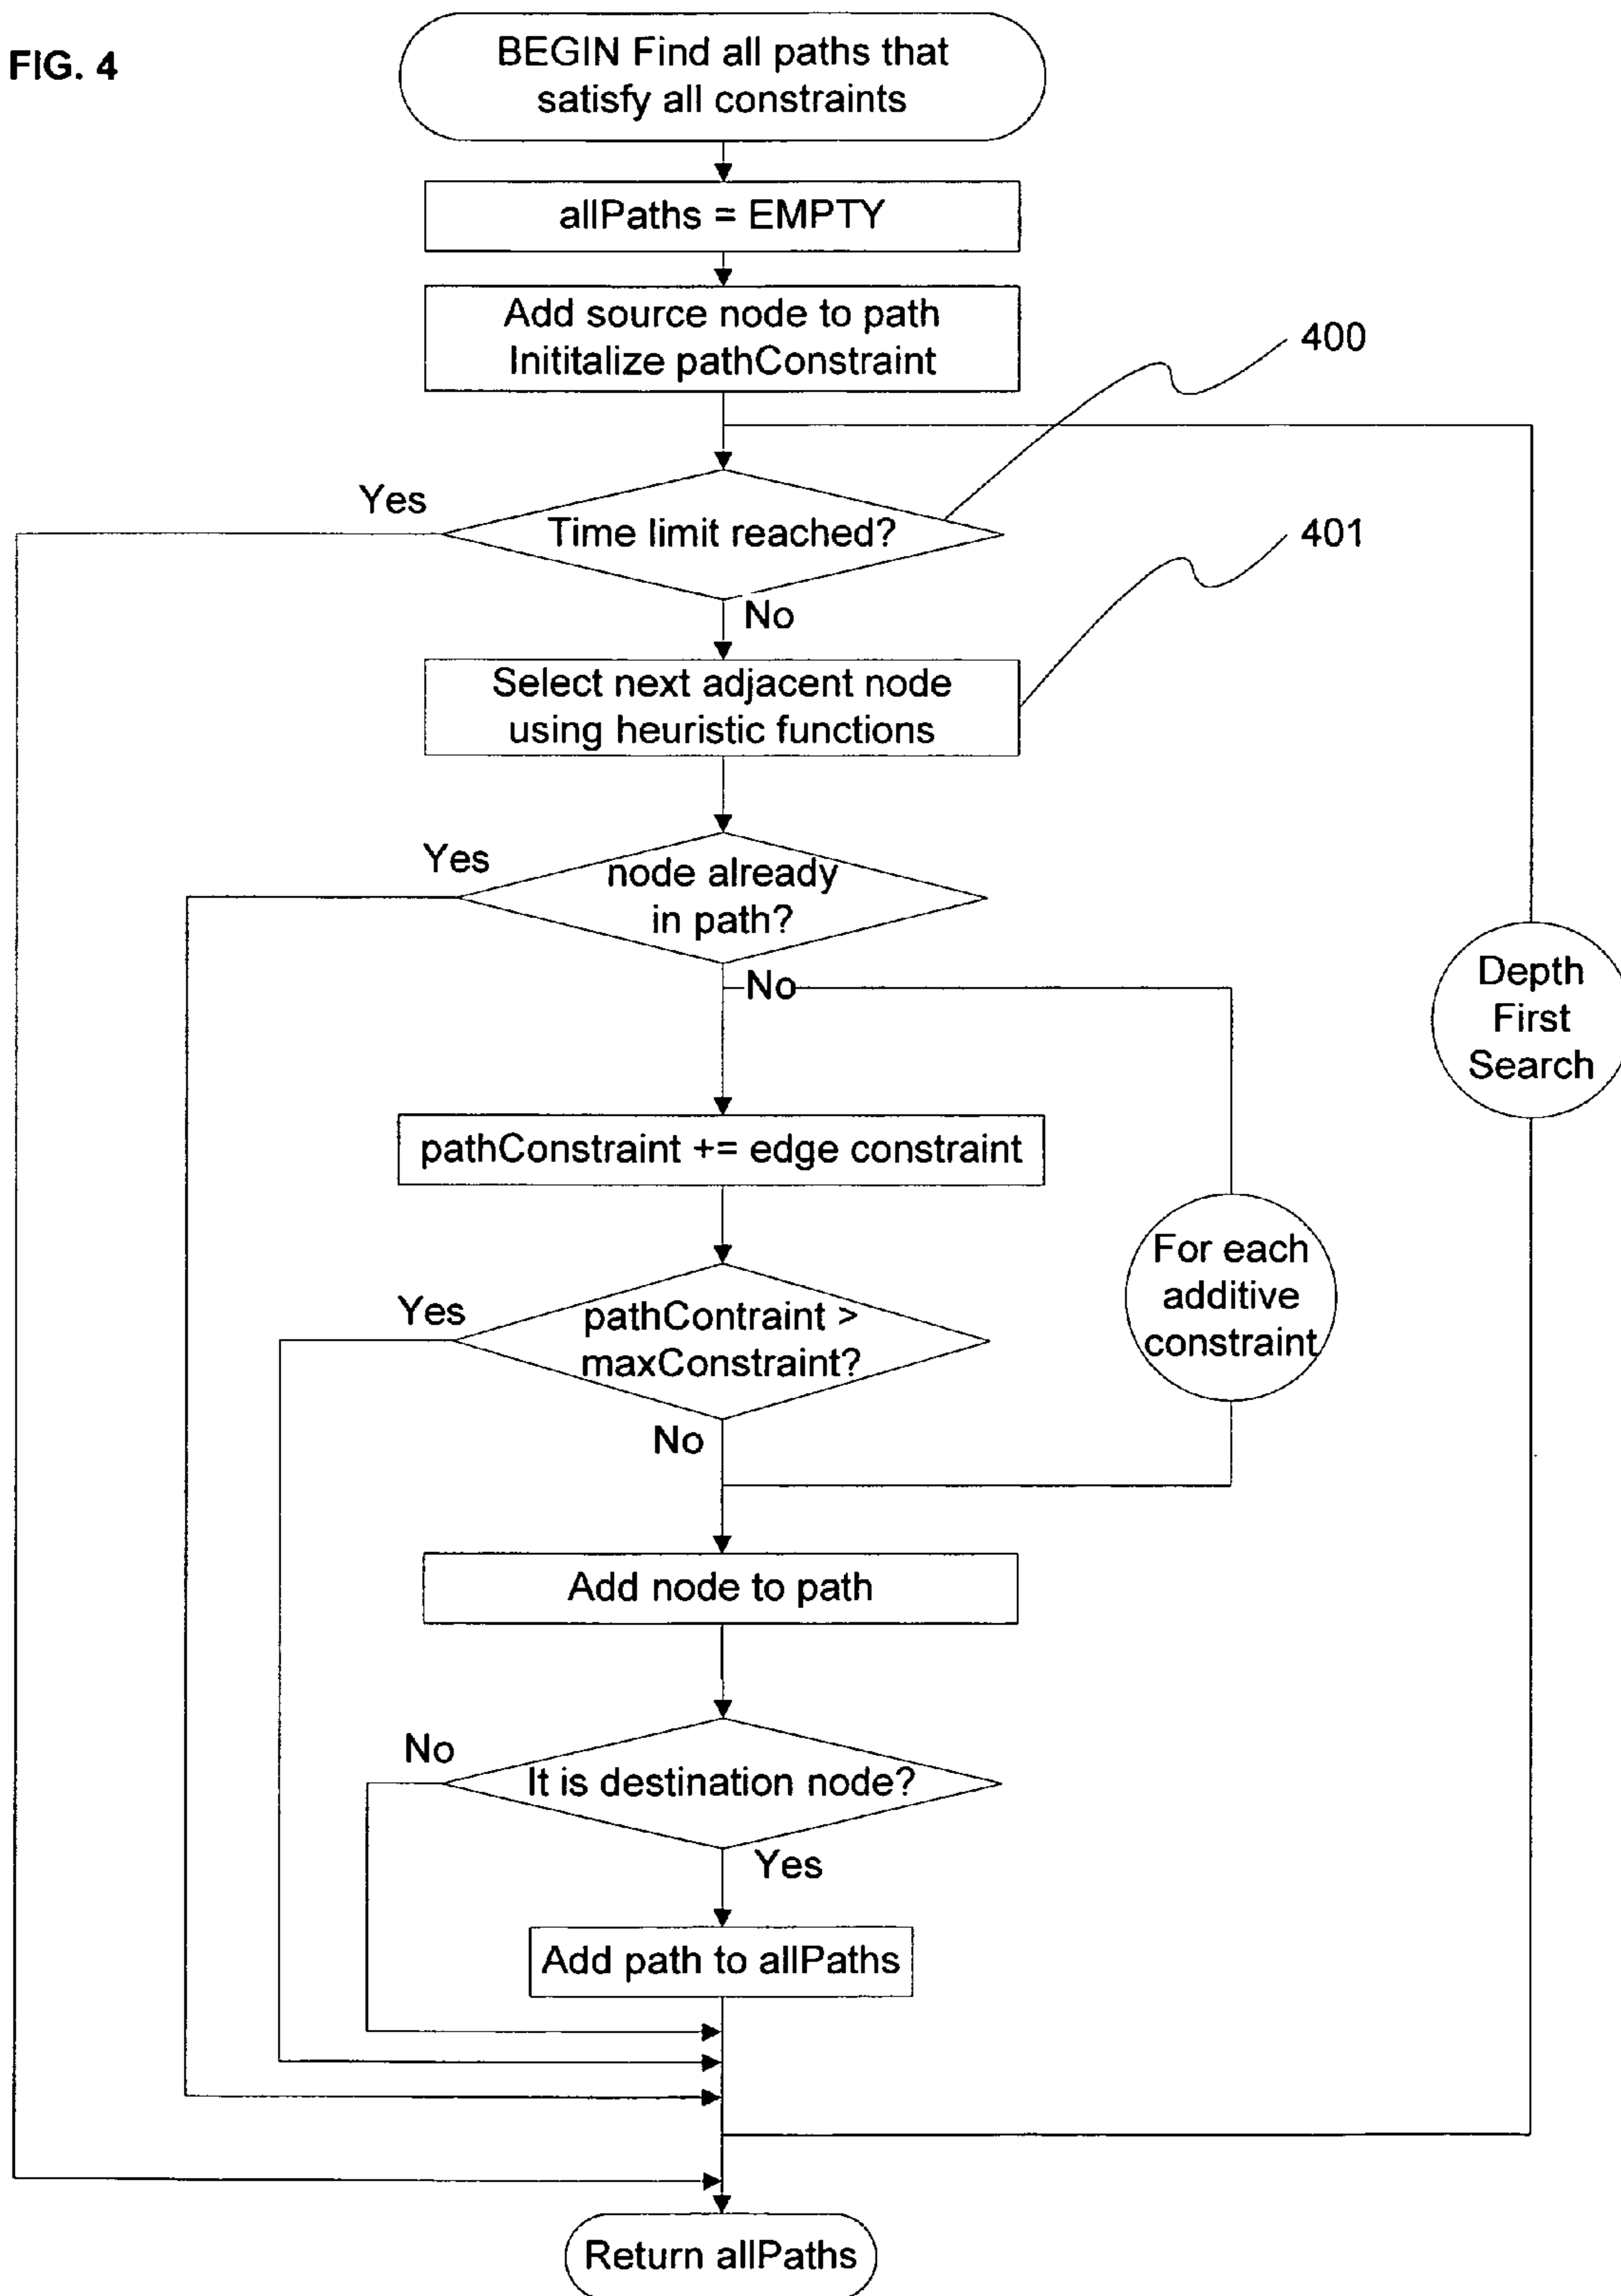 FIG. 4
BEGIN Find all paths that
satisfy all constraints
allPaths = EMPTY
Add source node to path
Inititalize pathConstraint
400
Yes
Time limit reached?
401
No
Select next adjacent node
using heuristic functions
Yes
node already
in path?
No
Depth
First
Search
pathConstraint += edge constraint
For each
additive
constraint
Yes
pathContraint >
maxConstraint?
No
Add node to path
No
It is destination node?
Yes
Add path to allPaths
Return allPaths